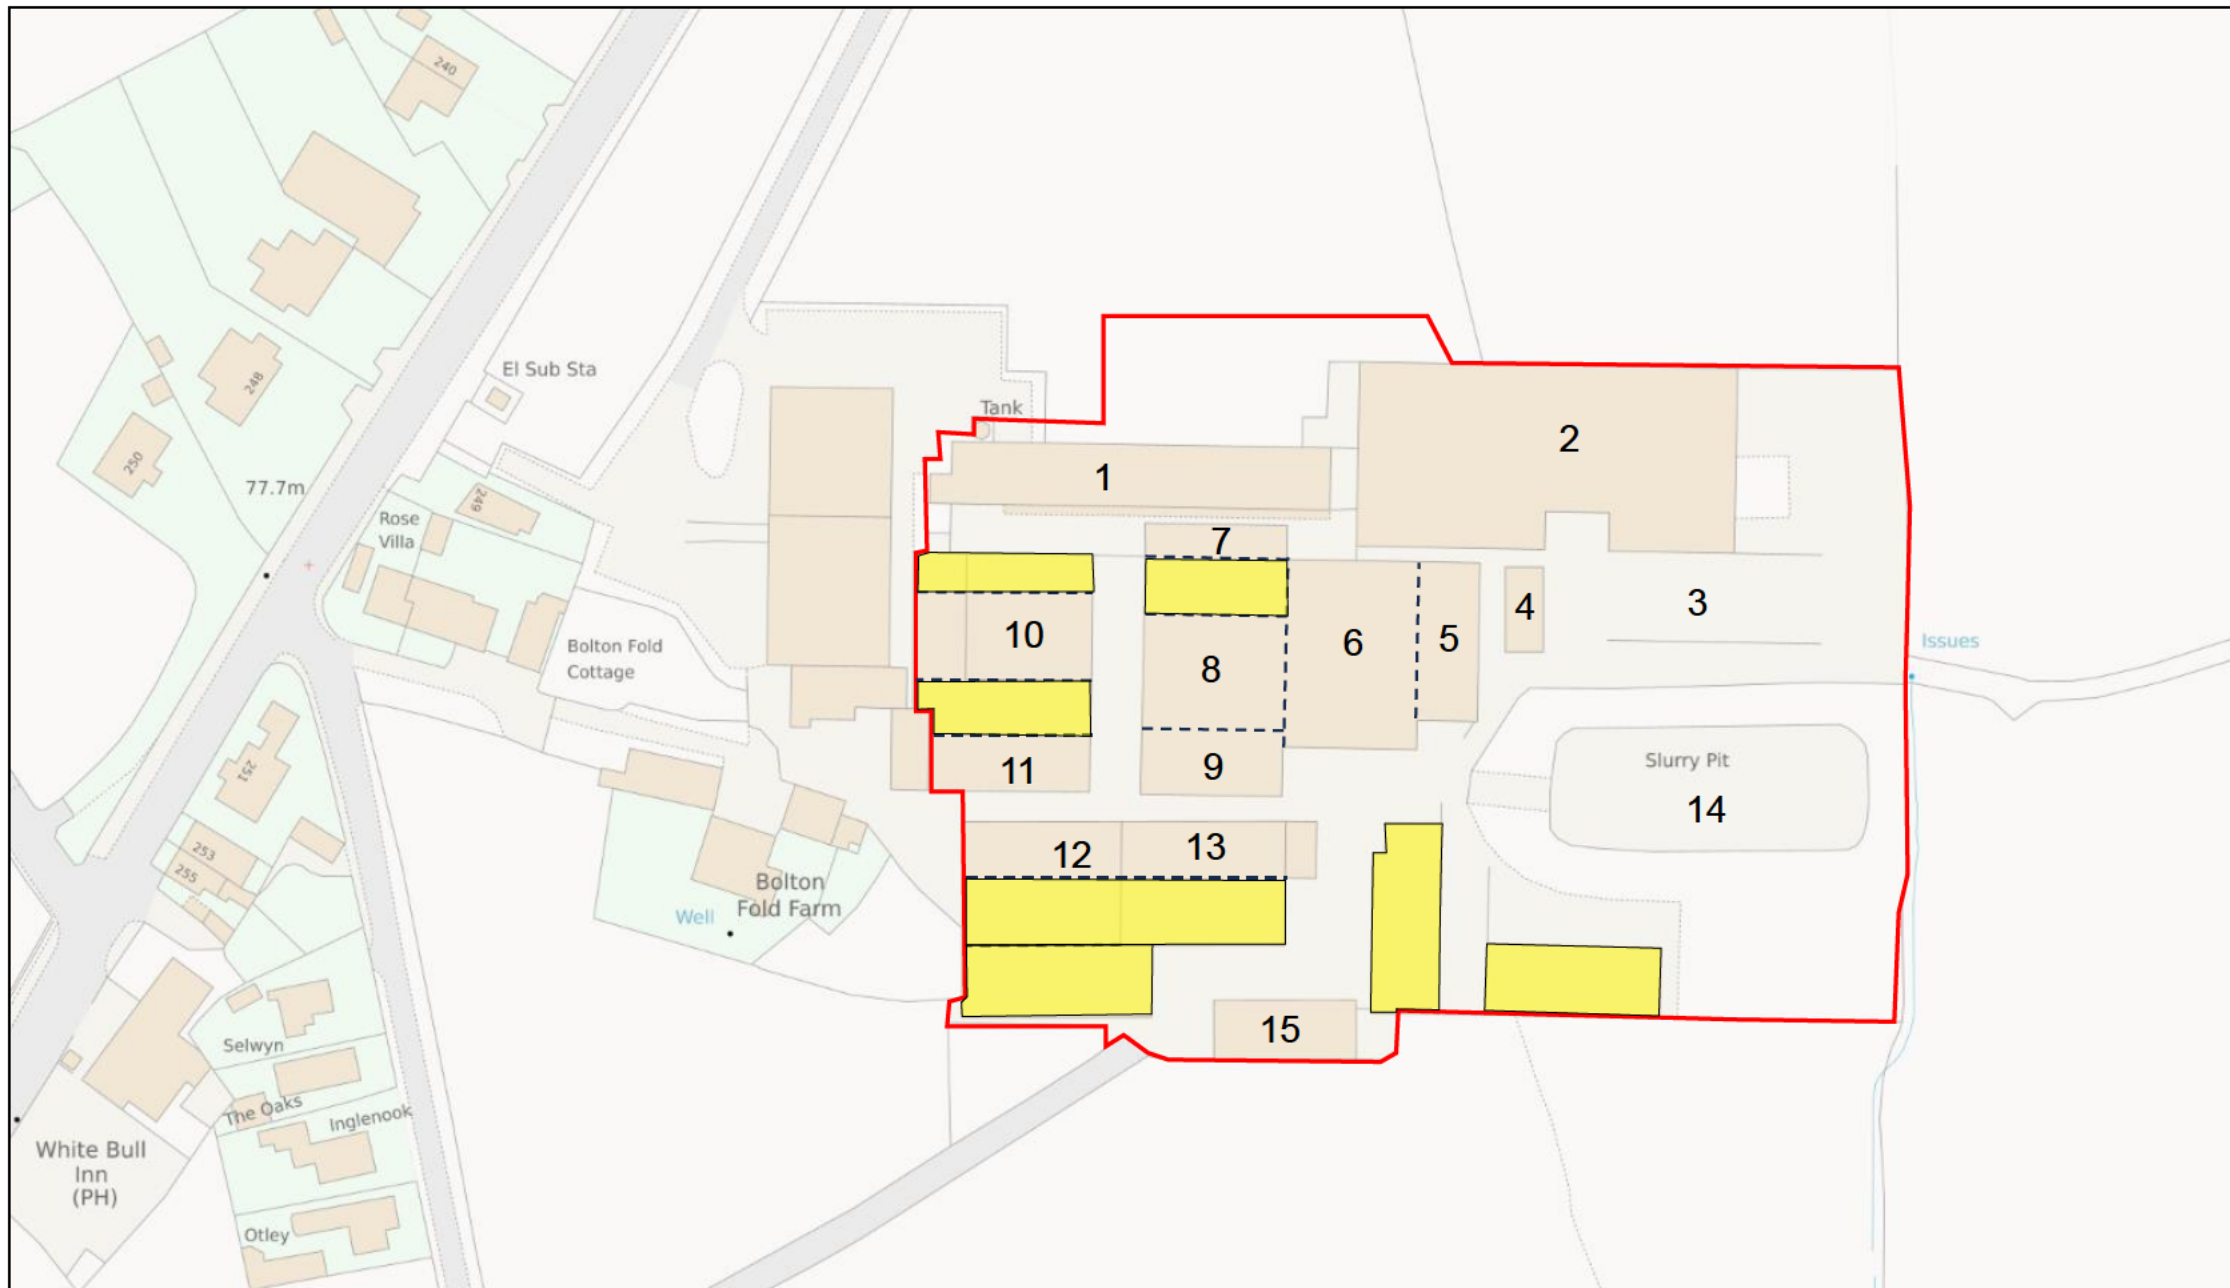 240
El Sub Sta
248
Tank
2
250
1
77.7m
249
Rose
Villa
7
3
4
10
5
6
8
Issues
Bolton Fold
Cottage
Slurry Pit
14
11
9
251
12
13
253
255
Bolton
Fold Farm
Well
15
Selwyn
The Oaks
Inglenook
White Bull
Inn
(PH)
Otley